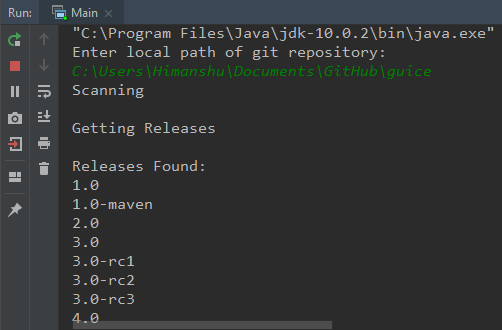 Run: Main
"C:\Program Files\Java\jdk-10.0.2\bin\java.exe"
Enter local path of git repository:
C:\Users\Himanshu\Documents\GitHub\guice
Scanning
Getting Releases
Releases Found:
1.0
1.0-maven
2.0
3.0
3.0-rc1
3.0-rc2
3.0-rc3
4.0